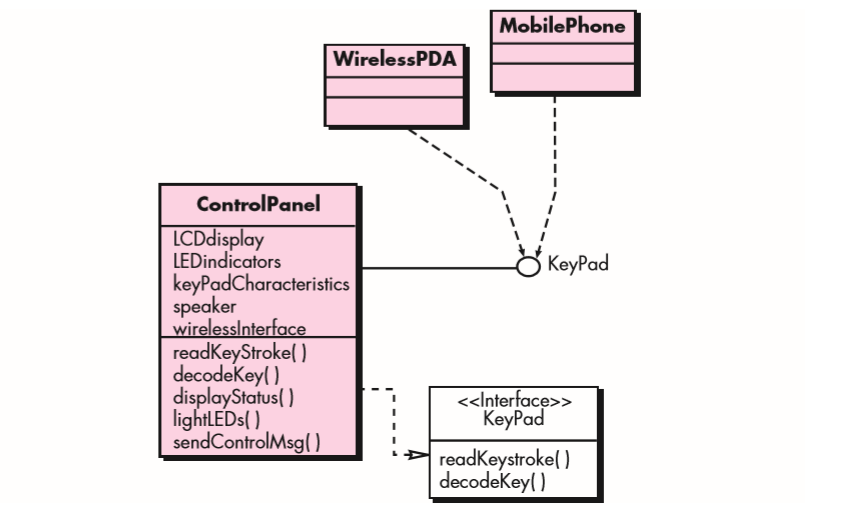 MobilePhone
WirelessPDA
ControlPanel
LCDdisplay
LEDindicators
keyPadCharacteristics
speaker
wirelessInterface
readKeyStroke( )
decodeKey( )
displayStatus( )
lightLEDs( )
sendControlMsg( )
KeyPad
<<Interface>>
KeyPad
readKeystroke( )
decodeKey( )